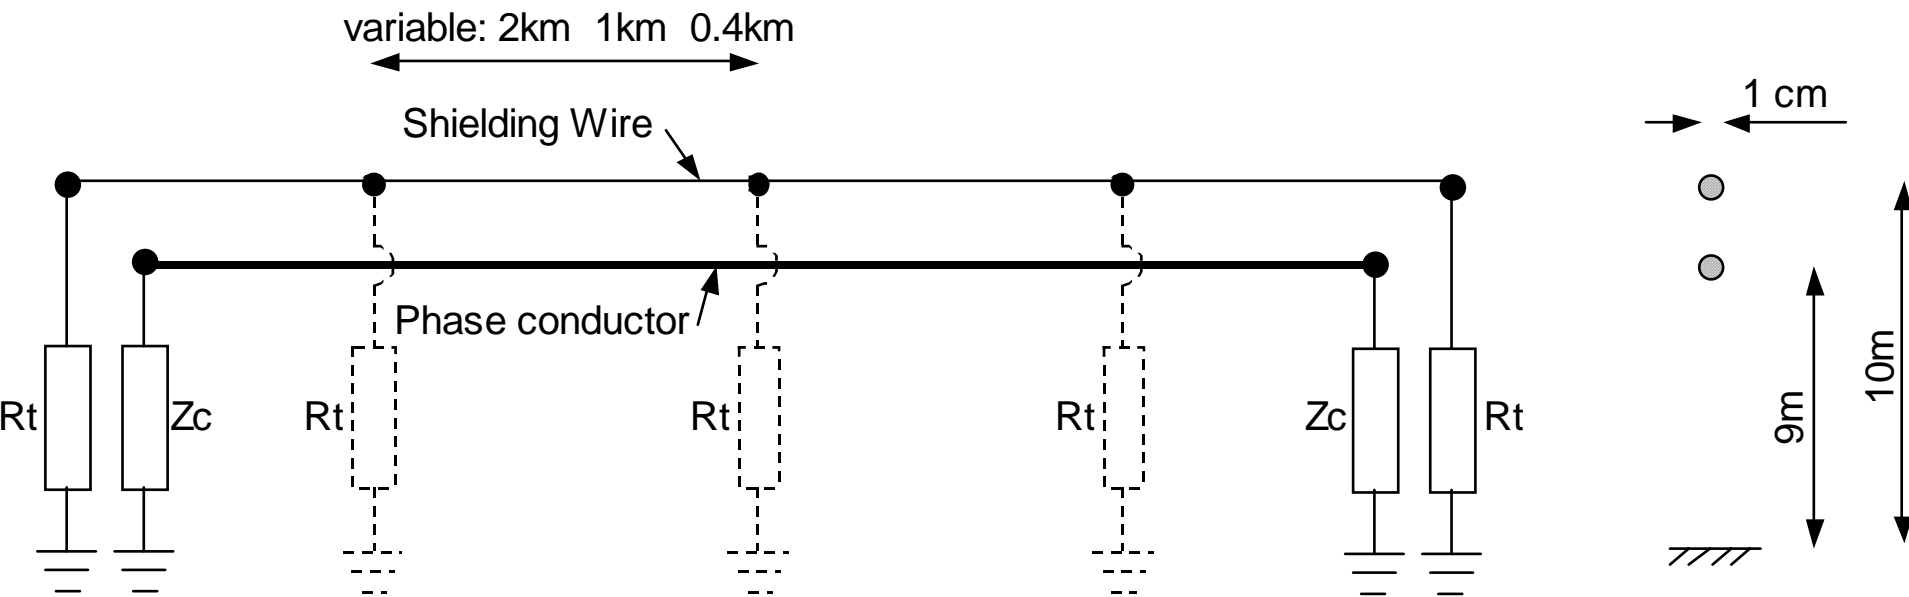 variable: 2km 1km 0.4km
1 cm
Shielding Wire
Phase conductor
10m
9m
Rt
Zc
Rt
Rt
Rt
Zc
Rt